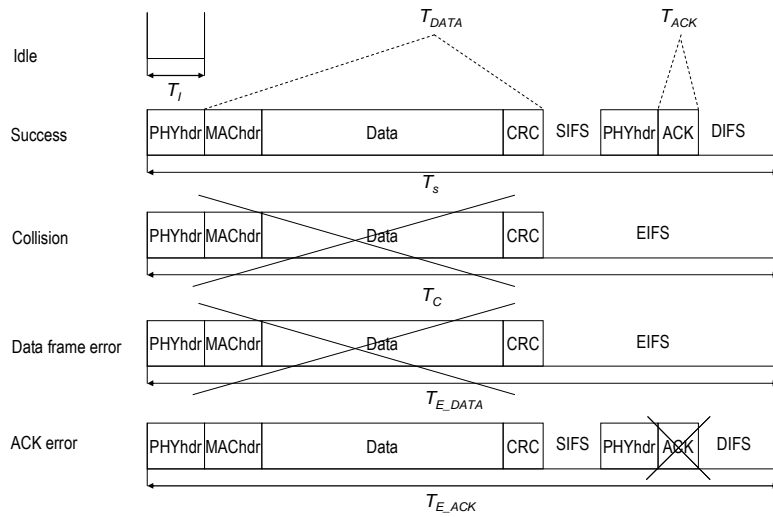 T_DATA T_ACK
Idle
T_I
Success PHYhdr MAChdr Data CRC SIFS PHYhdr ACK DIFS
T_s
Collision PHYhdr MAChdr Data CRC EIFS
T_C
Data frame error PHYhdr MAChdr Data CRC EIFS
T_E_DATA
ACK error PHYhdr MAChdr Data CRC SIFS PHYhdr ACK DIFS
T_E_ACK